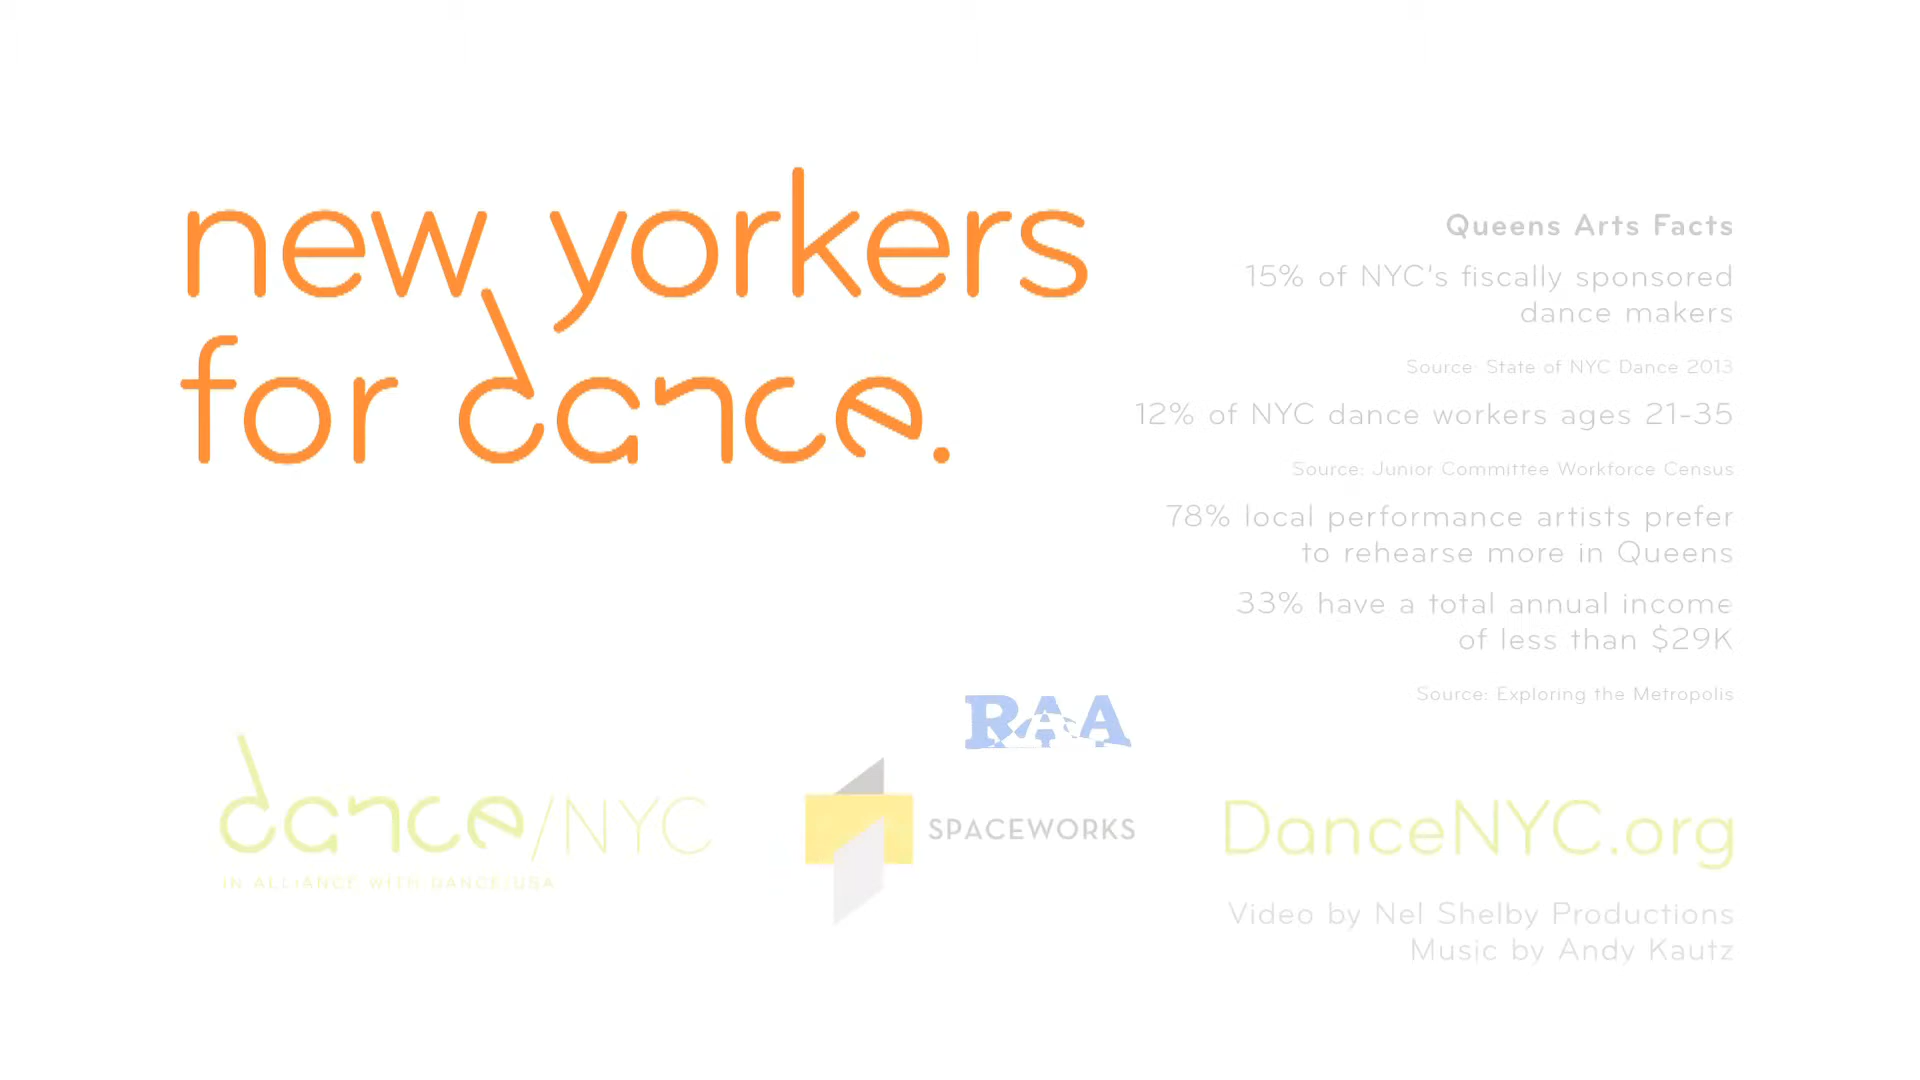 new yorkers
for dance.
Queens Arts Facts
15% of NYC's fiscally sponsored
dance makers
Source: State of NYC Dance 2013
12% of NYC dance workers ages 21-35
Source: Junior Committee Workforce Census
78% local performance artists prefer
to rehearse more in Queens
33% have a total annual income
of less than $29K
Source: Exploring the Metropolis
RAA
dance/NYC
IN ALLIANCE WITH DANCE/USA
SPACEWORKS
DanceNYC.org
Video by Nel Shelby Productions
Music by Andy Kautz